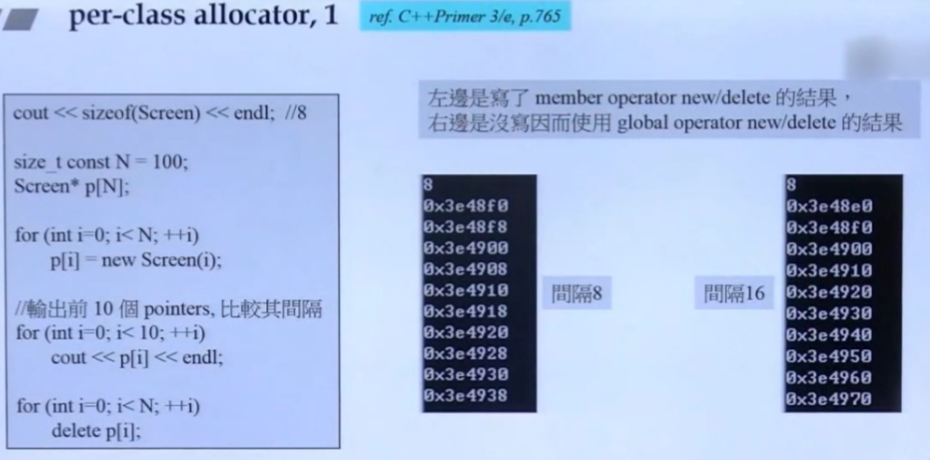 per-class allocator, 1
ref. C++Primer 3/e, p.765
cout << sizeof(Screen) << endl; //8
size_t const N = 100;
Screen* p[N];
for (int i=0; i< N; ++i)
p[i] = new Screen(i);
//輸出前 10 個 pointers, 比較其間隔
for (int i=0; i< 10; ++i)
cout << p[i] << endl;
for (int i=0; i< N; ++i)
delete p[i];
左邊是寫了 member operator new/delete 的結果，
右邊是沒寫因而使用 global operator new/delete 的結果
8
0x3e48f0
0x3e48f8
0x3e4900
0x3e4908
0x3e4910
0x3e4918
0x3e4920
0x3e4928
0x3e4930
0x3e4938
間隔8
間隔16
8
0x3e48e0
0x3e48f0
0x3e4900
0x3e4910
0x3e4920
0x3e4930
0x3e4940
0x3e4950
0x3e4960
0x3e4970